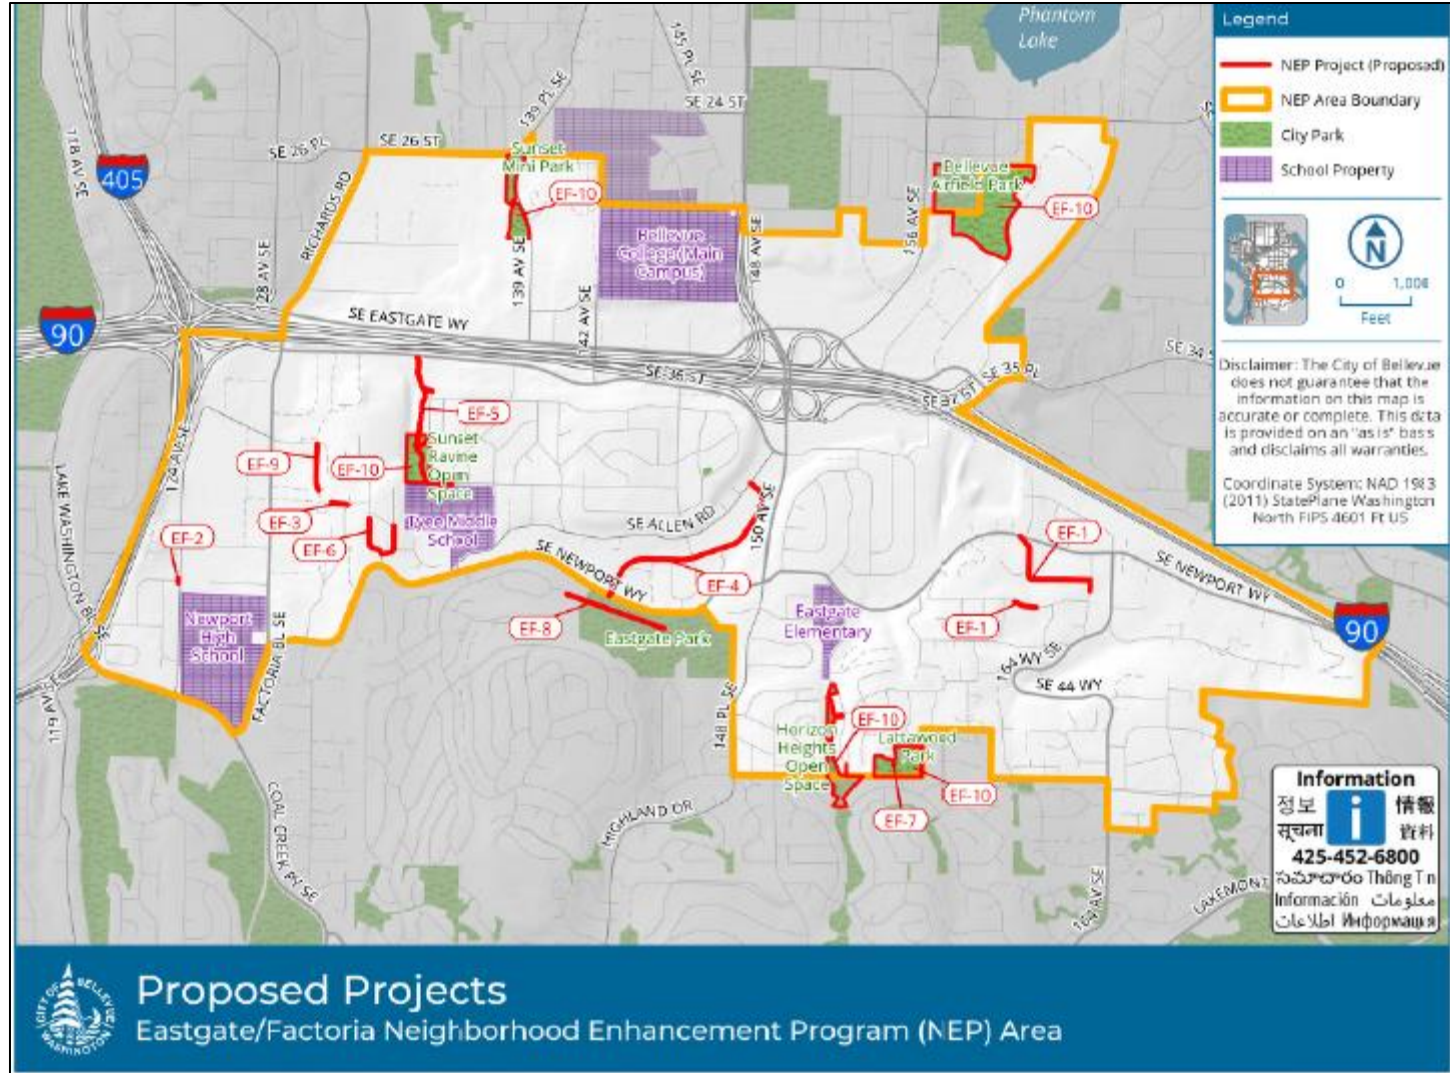 Phantom
Lake
Legend
NEP Project (Proposed)
NEP Area Boundary
City Park
School Property
N
0 1,000
Feet
Disclaimer: The City of Bellevue
does not guarantee that the
information on this map is
accurate or complete. This data
is provided on an "as is" basis
and disclaims all warranties.
Coordinate System: NAD 1983
(2011) StatePlane Washington
North FIPS 4601 Ft US
145 PL SE
SE 24 ST
139 PL SE
118 AV SE
405
SE 26 PL
SE 26 ST
Sunset
Mini Park
EF-10
RICHARDS RD
128 AV SE
139 AV SE
142 AV SE
Bellevue
College(Main
Campus)
148 AV SE
156 AV SE
Bellevue
Airfield Park
EF-10
90
SE EASTGATE WY
SE 36 ST
SE 37 ST
SE 35 PL
SE 34
EF-5
EF-9
EF-10
Sunset
Ravine
Open
Space
124 AV SE
LAKE WASHINGTON BL SE
EF-3
EF-6
Tyee Middle
School
SE ALLEN RD
150 AV SE
EF-2
SE NEWPORT WY
EF-4
EF-1
SE NEWPORT WY
Newport
High
School
FACTORIA BL SE
EF-8
Eastgate Park
Eastgate
Elementary
EF-1
90
164 WY SE
SE 44 WY
119 AV SE
148 PL SE
EF-10
Horizon
Heights
Open
Space
Lattawood
Park
EF-10
EF-7
COAL CREEK PK SE
HIGHLAND DR
164 AV SE
LAKEMONT
Information
정보
情報
सूचना
i
資料
425-452-6800
సమాచారం Thông Tin
Información معلومات
اطلاعات Информация
CITY OF BELLEVUE
WASHINGTON
Proposed Projects
Eastgate/Factoria Neighborhood Enhancement Program (NEP) Area